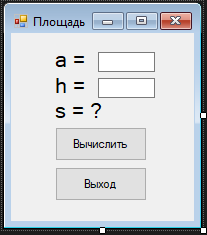 Площадь
a =
h =
s = ?
Вычислить
Выход